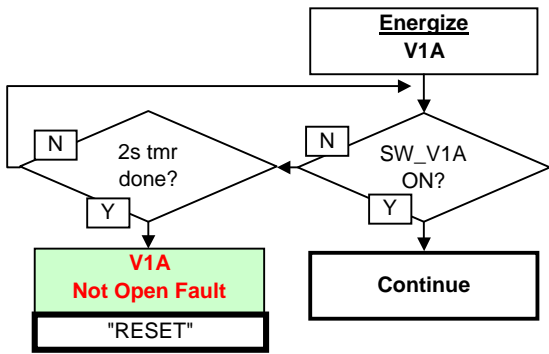 Energize
V1A
N
2s tmr
done?
Y
N
SW_V1A
ON?
Y
V1A
Not Open Fault
"RESET"
Continue